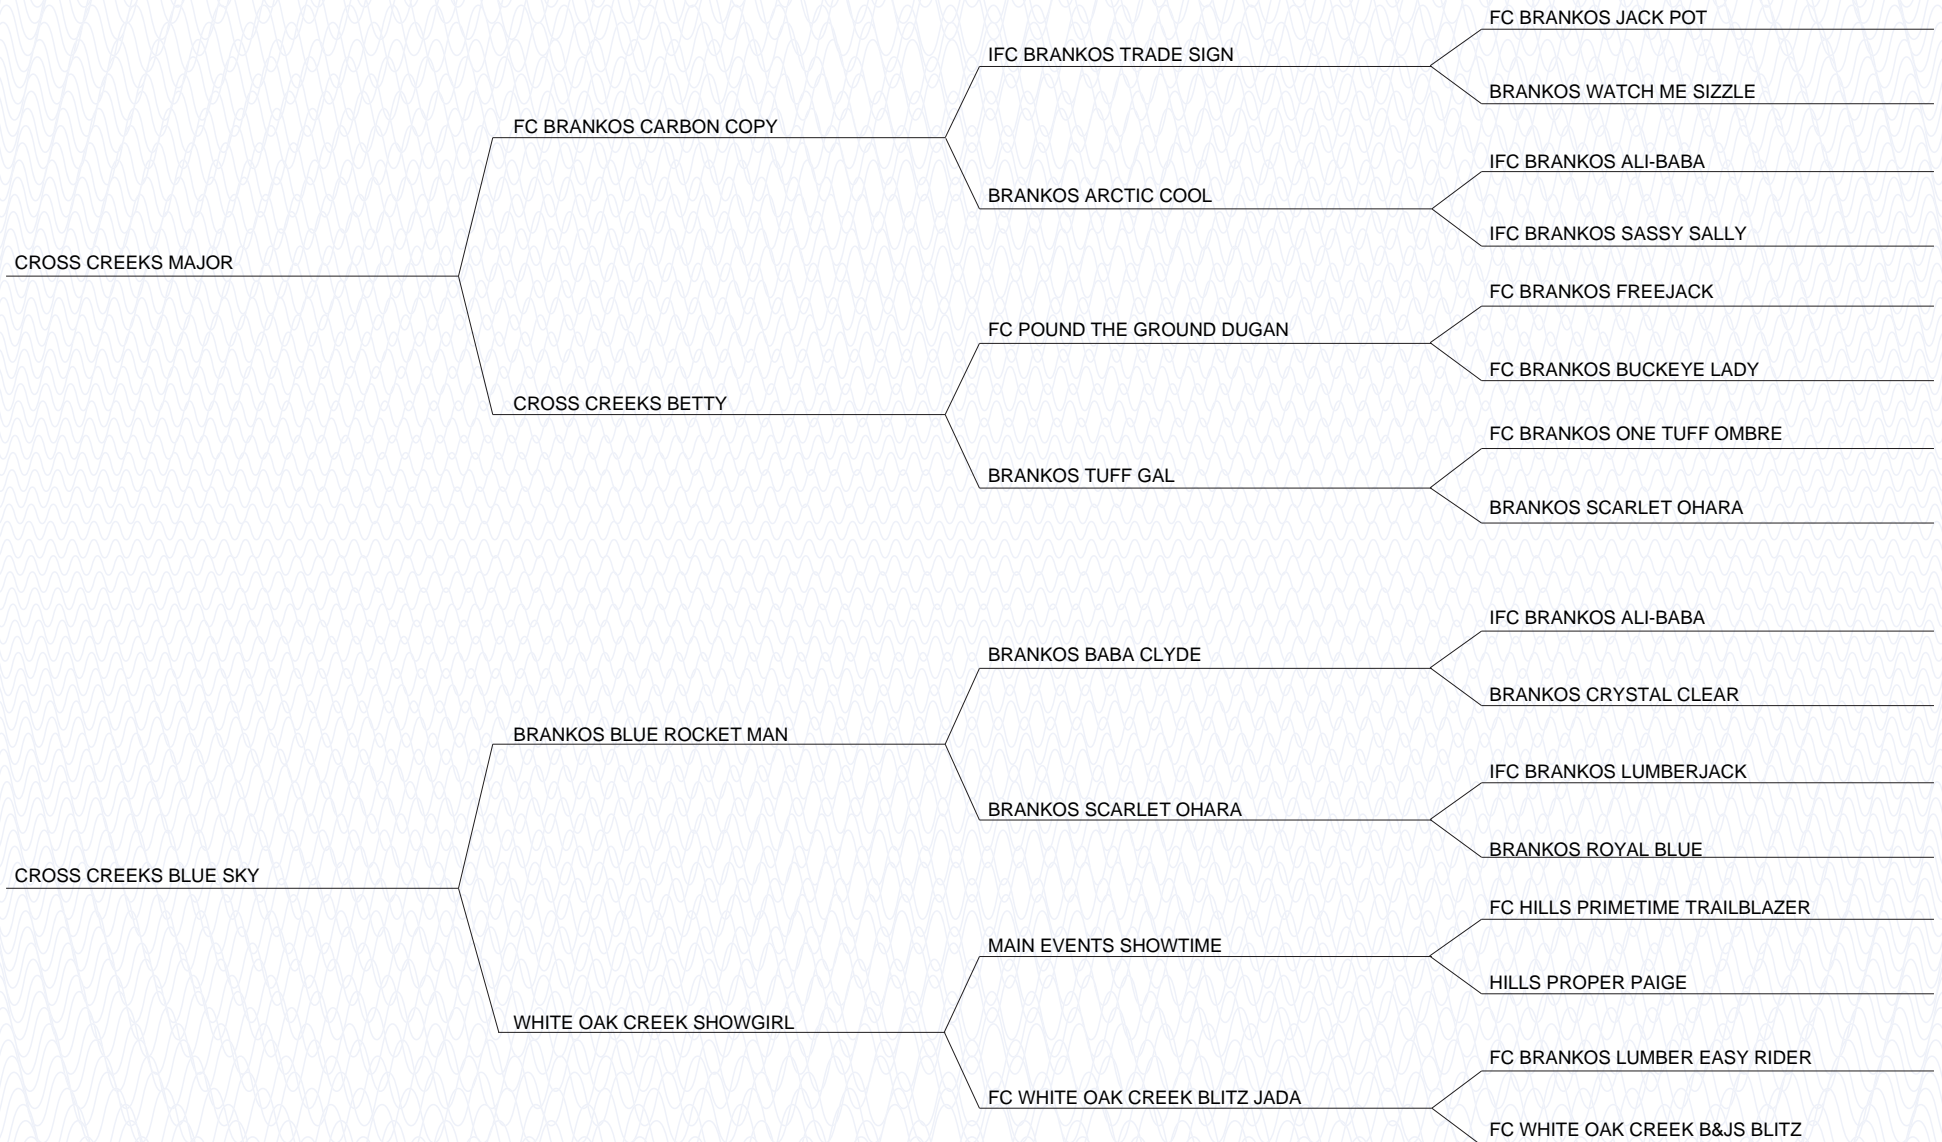 FC BRANKOS JACK POT
IFC BRANKOS TRADE SIGN
BRANKOS WATCH ME SIZZLE
FC BRANKOS CARBON COPY
IFC BRANKOS ALI-BABA
BRANKOS ARCTIC COOL
IFC BRANKOS SASSY SALLY
CROSS CREEKS MAJOR
FC BRANKOS FREEJACK
FC POUND THE GROUND DUGAN
FC BRANKOS BUCKEYE LADY
CROSS CREEKS BETTY
FC BRANKOS ONE TUFF OMBRE
BRANKOS TUFF GAL
BRANKOS SCARLET OHARA
IFC BRANKOS ALI-BABA
BRANKOS BABA CLYDE
BRANKOS CRYSTAL CLEAR
BRANKOS BLUE ROCKET MAN
IFC BRANKOS LUMBERJACK
BRANKOS SCARLET OHARA
BRANKOS ROYAL BLUE
CROSS CREEKS BLUE SKY
FC HILLS PRIMETIME TRAILBLAZER
MAIN EVENTS SHOWTIME
HILLS PROPER PAIGE
WHITE OAK CREEK SHOWGIRL
FC BRANKOS LUMBER EASY RIDER
FC WHITE OAK CREEK BLITZ JADA
FC WHITE OAK CREEK B&JS BLITZ